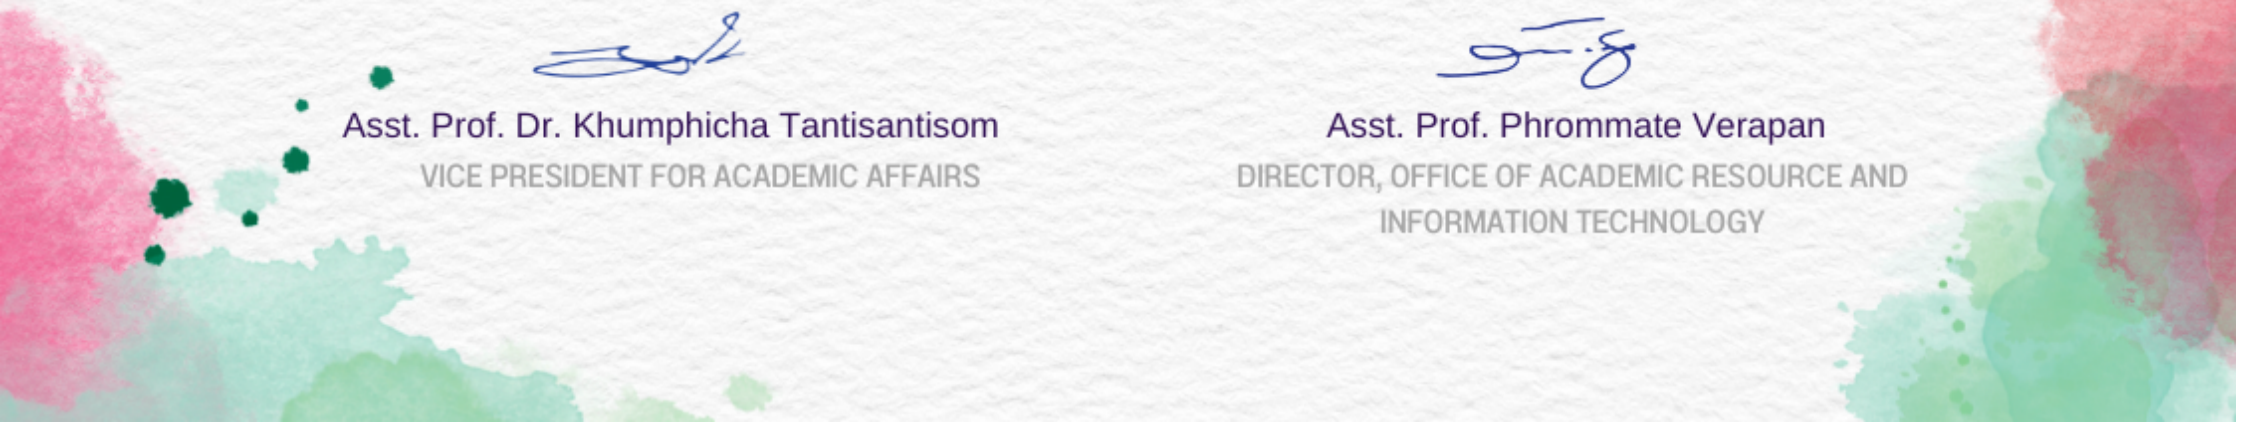 Asst. Prof. Dr. Khumphicha Tantisantisom
VICE PRESIDENT FOR ACADEMIC AFFAIRS
Asst. Prof. Phrommate Verapan
DIRECTOR, OFFICE OF ACADEMIC RESOURCE AND
INFORMATION TECHNOLOGY